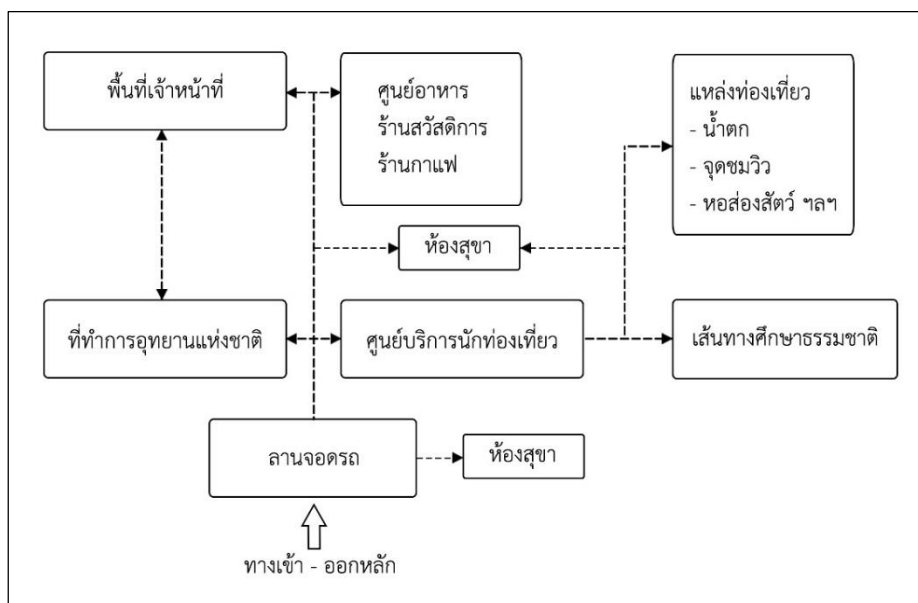 พื้นที่เจ้าหน้าที่
ศูนย์อาหาร
ร้านสวัสดิการ
ร้านกาแฟ
แหล่งท่องเที่ยว
- น้ำตก
- จุดชมวิว
- หอส่องสัตว์ ฯลฯ
ห้องสุขา
ที่ทำการอุทยานแห่งชาติ
ศูนย์บริการนักท่องเที่ยว
เส้นทางศึกษาธรรมชาติ
ลานจอดรถ
ห้องสุขา
ทางเข้า - ออกหลัก